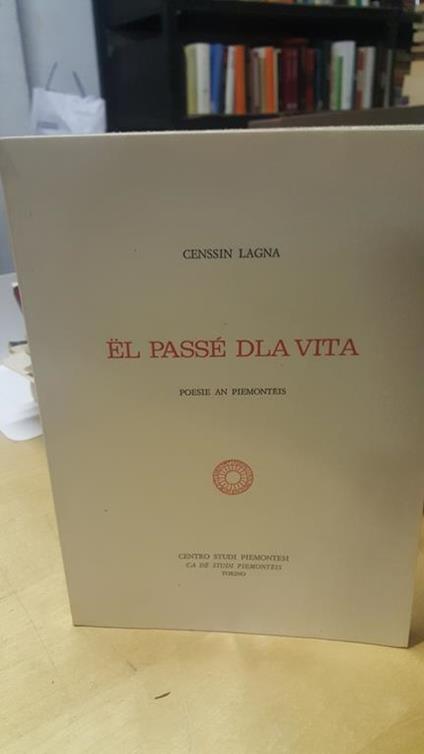 CENSSIN LAGNA
ËL PASSÉ DLA VITA
POESIE AN PIEMONTÈIS
CENTRO STUDI PIEMONTESI
CA DË STUDI PIEMONTÈIS
TORINO